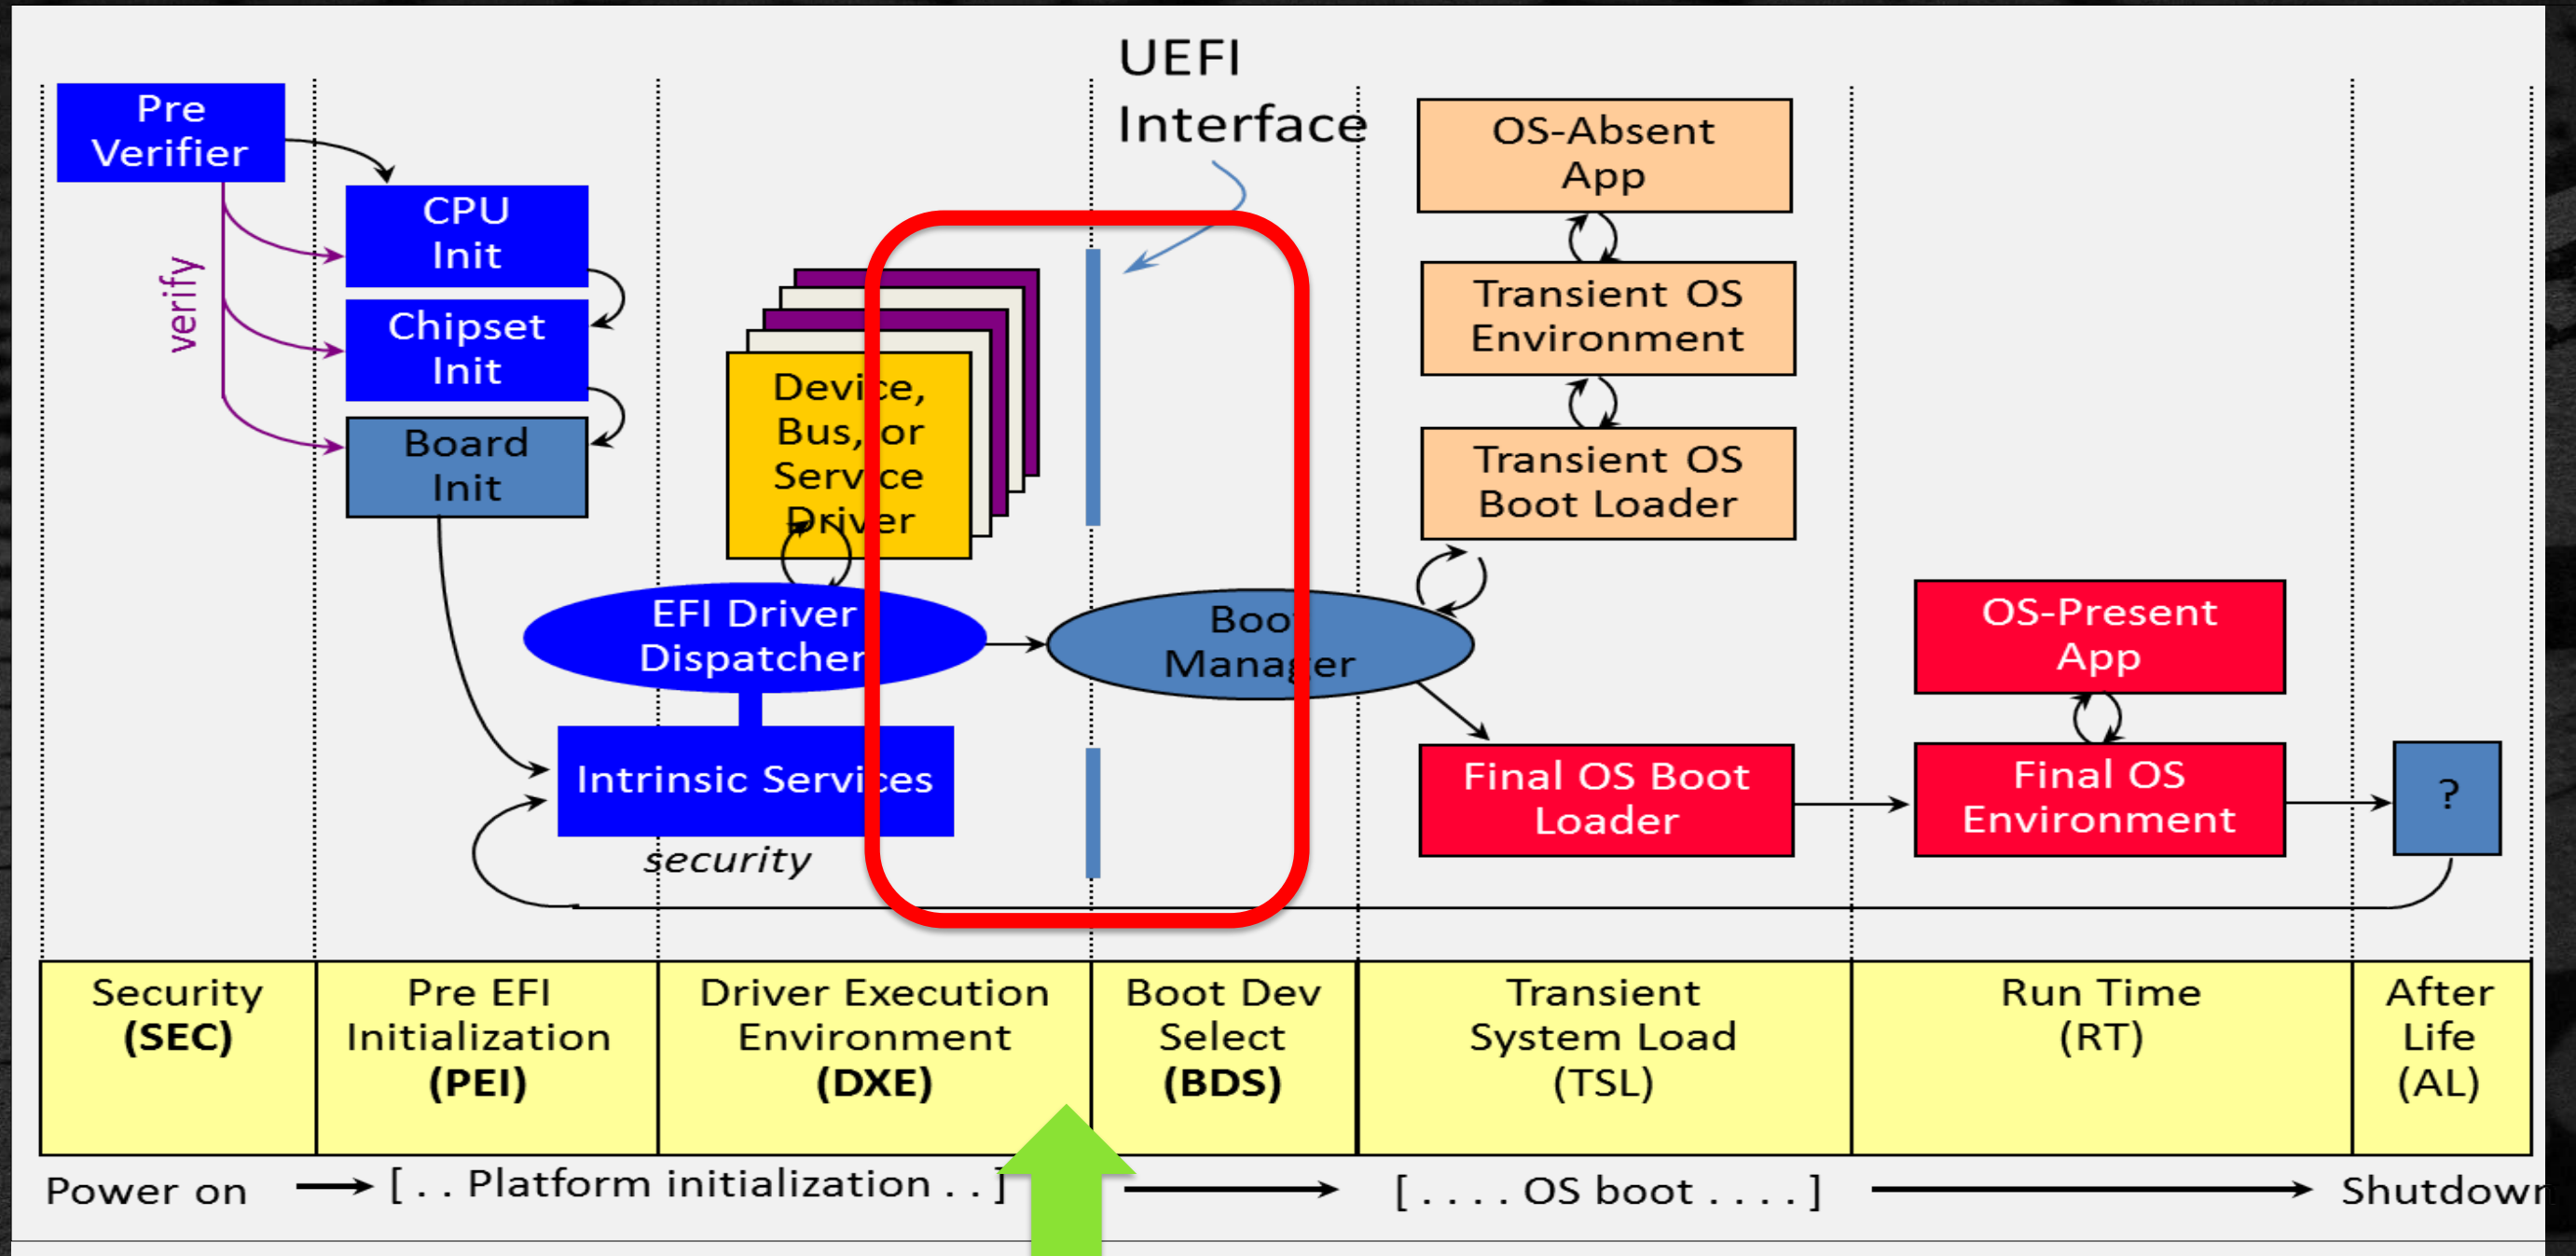 UEFI
Interface
Pre
Verifier
verify
CPU
Init
Chipset
Init
Board
Init
Device,
Bus, or
Service
Driver
EFI Driver
Dispatcher
Intrinsic Services
security
Boot
Manager
OS-Absent
App
Transient OS
Environment
Transient OS
Boot Loader
Final OS Boot
Loader
OS-Present
App
Final OS
Environment
?
Security
(SEC)
Pre EFI
Initialization
(PEI)
Driver Execution
Environment
(DXE)
Boot Dev
Select
(BDS)
Transient
System Load
(TSL)
Run Time
(RT)
After
Life
(AL)
Power on
[ . . Platform initialization . . ]
[ . . . . OS boot . . . . ]
Shutdown